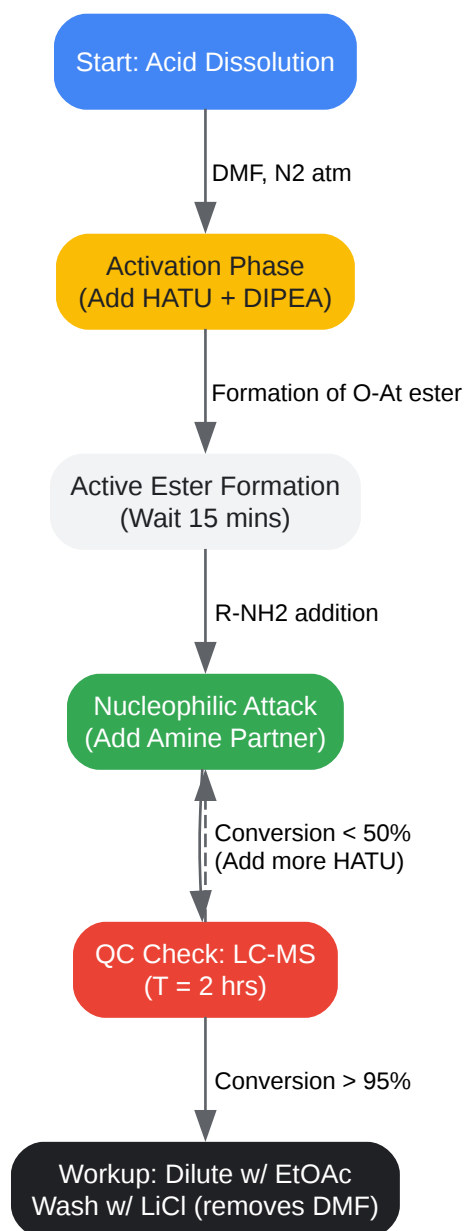 Start: Acid Dissolution
DMF, N2 atm
Activation Phase
(Add HATU + DIPEA)
Formation of O-At ester
Active Ester Formation
(Wait 15 mins)
R-NH2 addition
Nucleophilic Attack
(Add Amine Partner)
Conversion < 50%
(Add more HATU)
QC Check: LC-MS
(T = 2 hrs)
Conversion > 95%
Workup: Dilute w/ EtOAc
Wash w/ LiCl (removes DMF)